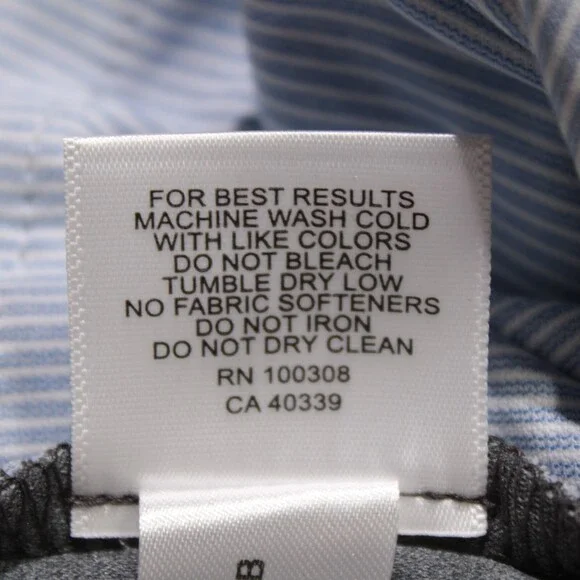 FOR BEST RESULTS
MACHINE WASH COLD
WITH LIKE COLORS
DO NOT BLEACH
TUMBLE DRY LOW
NO FABRIC SOFTENERS
DO NOT IRON
DO NOT DRY CLEAN
RN 100308
CA 40339
B